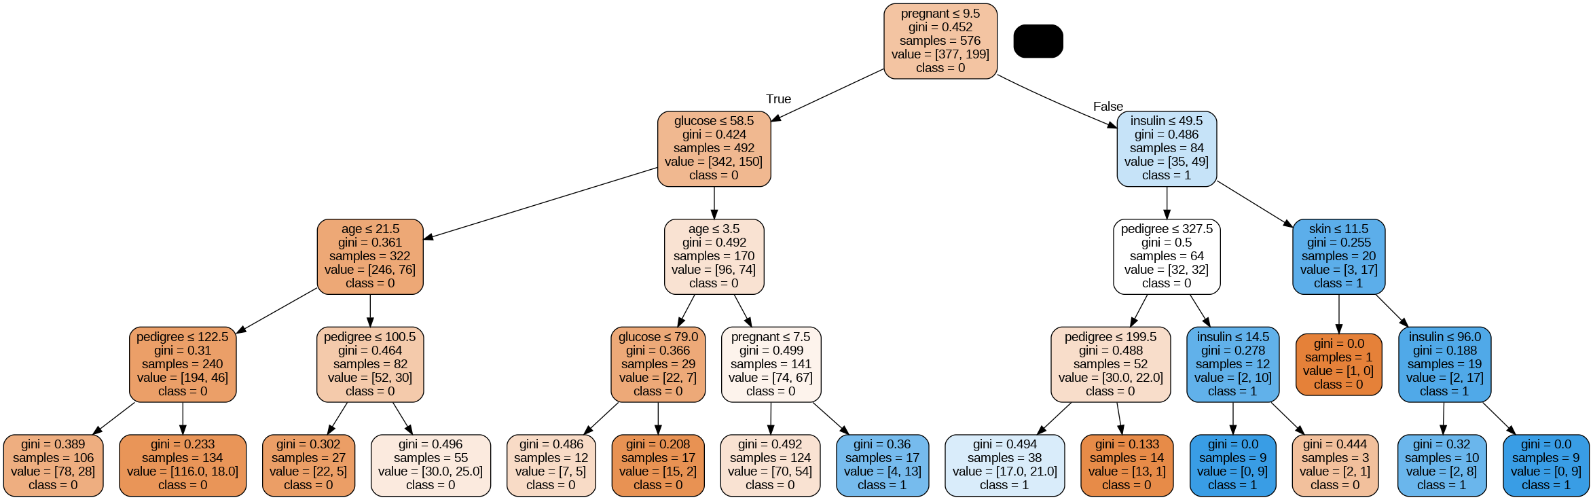 pregnant ≤ 9.5
gini = 0.452
samples = 576
value = [377, 199]
class = 0
True
False
glucose ≤ 58.5
gini = 0.424
samples = 492
value = [342, 150]
class = 0
insulin ≤ 49.5
gini = 0.486
samples = 84
value = [35, 49]
class = 1
age ≤ 21.5
gini = 0.361
samples = 322
value = [246, 76]
class = 0
age ≤ 3.5
gini = 0.492
samples = 170
value = [96, 74]
class = 0
pedigree ≤ 327.5
gini = 0.5
samples = 64
value = [32, 32]
class = 0
skin ≤ 11.5
gini = 0.255
samples = 20
value = [3, 17]
class = 1
pedigree ≤ 122.5
gini = 0.31
samples = 240
value = [194, 46]
class = 0
pedigree ≤ 100.5
gini = 0.464
samples = 82
value = [52, 30]
class = 0
glucose ≤ 79.0
gini = 0.366
samples = 29
value = [22, 7]
class = 0
pregnant ≤ 7.5
gini = 0.499
samples = 141
value = [74, 67]
class = 0
pedigree ≤ 199.5
gini = 0.488
samples = 52
value = [30.0, 22.0]
class = 0
insulin ≤ 14.5
gini = 0.278
samples = 12
value = [2, 10]
class = 1
gini = 0.0
samples = 1
value = [1, 0]
class = 0
insulin ≤ 96.0
gini = 0.188
samples = 19
value = [2, 17]
class = 1
gini = 0.389
samples = 106
value = [78, 28]
class = 0
gini = 0.233
samples = 134
value = [116.0, 18.0]
class = 0
gini = 0.302
samples = 27
value = [22, 5]
class = 0
gini = 0.496
samples = 55
value = [30.0, 25.0]
class = 0
gini = 0.486
samples = 12
value = [7, 5]
class = 0
gini = 0.208
samples = 17
value = [15, 2]
class = 0
gini = 0.492
samples = 124
value = [70, 54]
class = 0
gini = 0.36
samples = 17
value = [4, 13]
class = 1
gini = 0.494
samples = 38
value = [17.0, 21.0]
class = 1
gini = 0.133
samples = 14
value = [13, 1]
class = 0
gini = 0.0
samples = 9
value = [0, 9]
class = 1
gini = 0.444
samples = 3
value = [2, 1]
class = 0
gini = 0.32
samples = 10
value = [2, 8]
class = 1
gini = 0.0
samples = 9
value = [0, 9]
class = 1